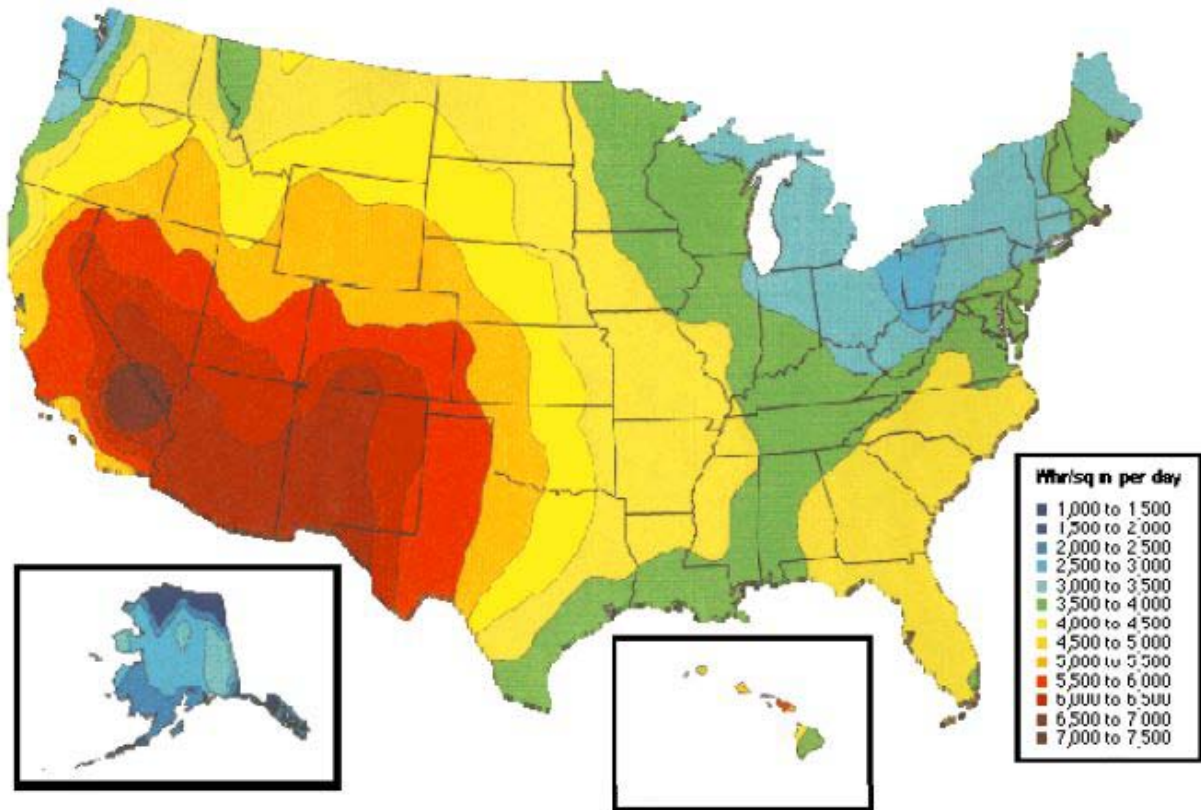 Whr/sq m per day
1,000 to 1,500
1,500 to 2,000
2,000 to 2,500
2,500 to 3,000
3,000 to 3,500
3,500 to 4,000
4,000 to 4,500
4,500 to 5,000
5,000 to 5,500
5,500 to 6,000
6,000 to 6,500
6,500 to 7,000
7,000 to 7,500